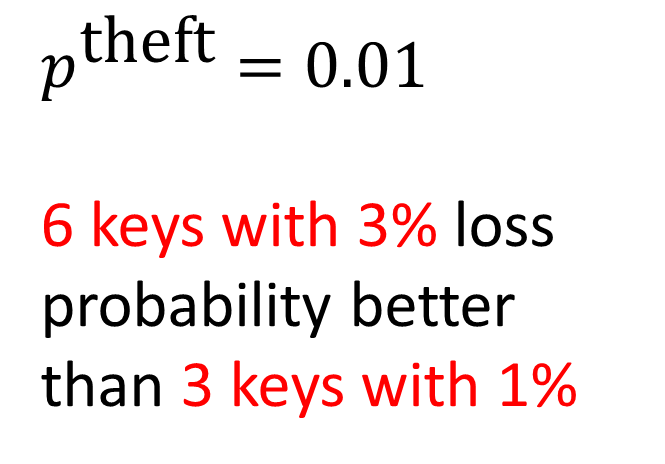 p^theft = 0.01
6 keys with 3% loss
probability better
than 3 keys with 1%